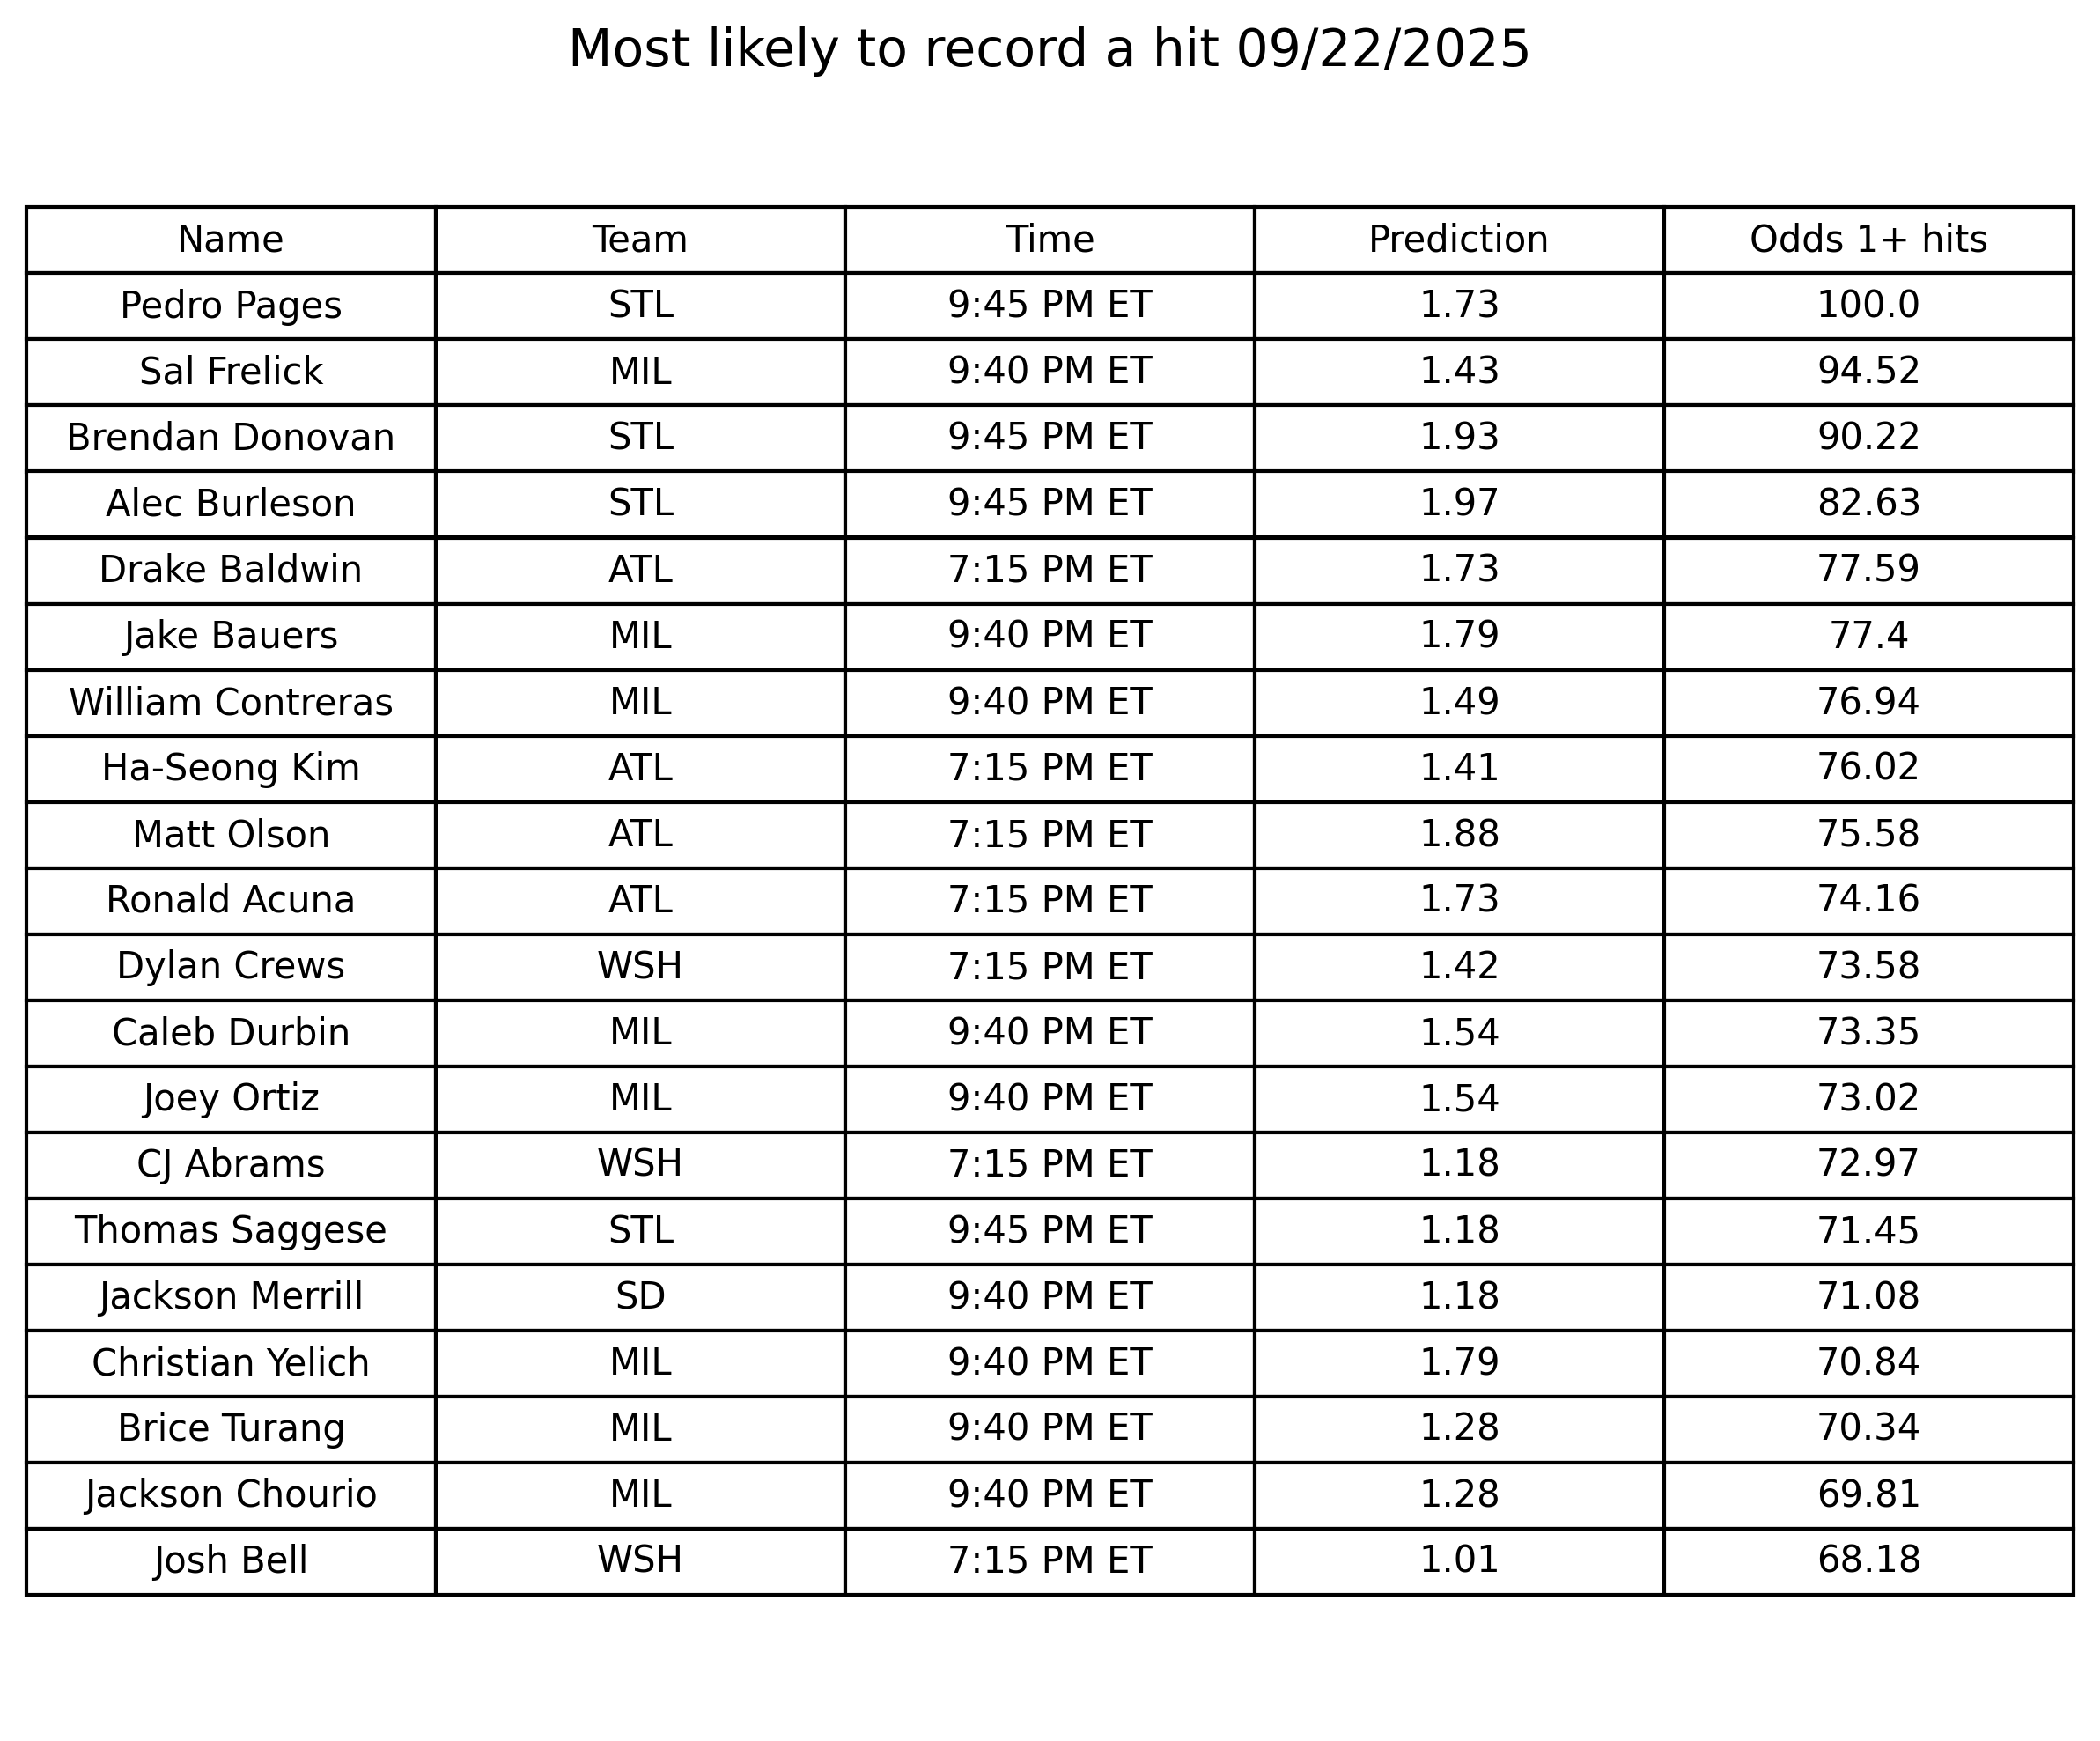 Most likely to record a hit 09/22/2025
Name Team Time Prediction Odds 1+ hits
Pedro Pages STL 9:45 PM ET 1.73 100.0
Sal Frelick MIL 9:40 PM ET 1.43 94.52
Brendan Donovan STL 9:45 PM ET 1.93 90.22
Alec Burleson STL 9:45 PM ET 1.97 82.63
Drake Baldwin ATL 7:15 PM ET 1.73 77.59
Jake Bauers MIL 9:40 PM ET 1.79 77.4
William Contreras MIL 9:40 PM ET 1.49 76.94
Ha-Seong Kim ATL 7:15 PM ET 1.41 76.02
Matt Olson ATL 7:15 PM ET 1.88 75.58
Ronald Acuna ATL 7:15 PM ET 1.73 74.16
Dylan Crews WSH 7:15 PM ET 1.42 73.58
Caleb Durbin MIL 9:40 PM ET 1.54 73.35
Joey Ortiz MIL 9:40 PM ET 1.54 73.02
CJ Abrams WSH 7:15 PM ET 1.18 72.97
Thomas Saggese STL 9:45 PM ET 1.18 71.45
Jackson Merrill SD 9:40 PM ET 1.18 71.08
Christian Yelich MIL 9:40 PM ET 1.79 70.84
Brice Turang MIL 9:40 PM ET 1.28 70.34
Jackson Chourio MIL 9:40 PM ET 1.28 69.81
Josh Bell WSH 7:15 PM ET 1.01 68.18